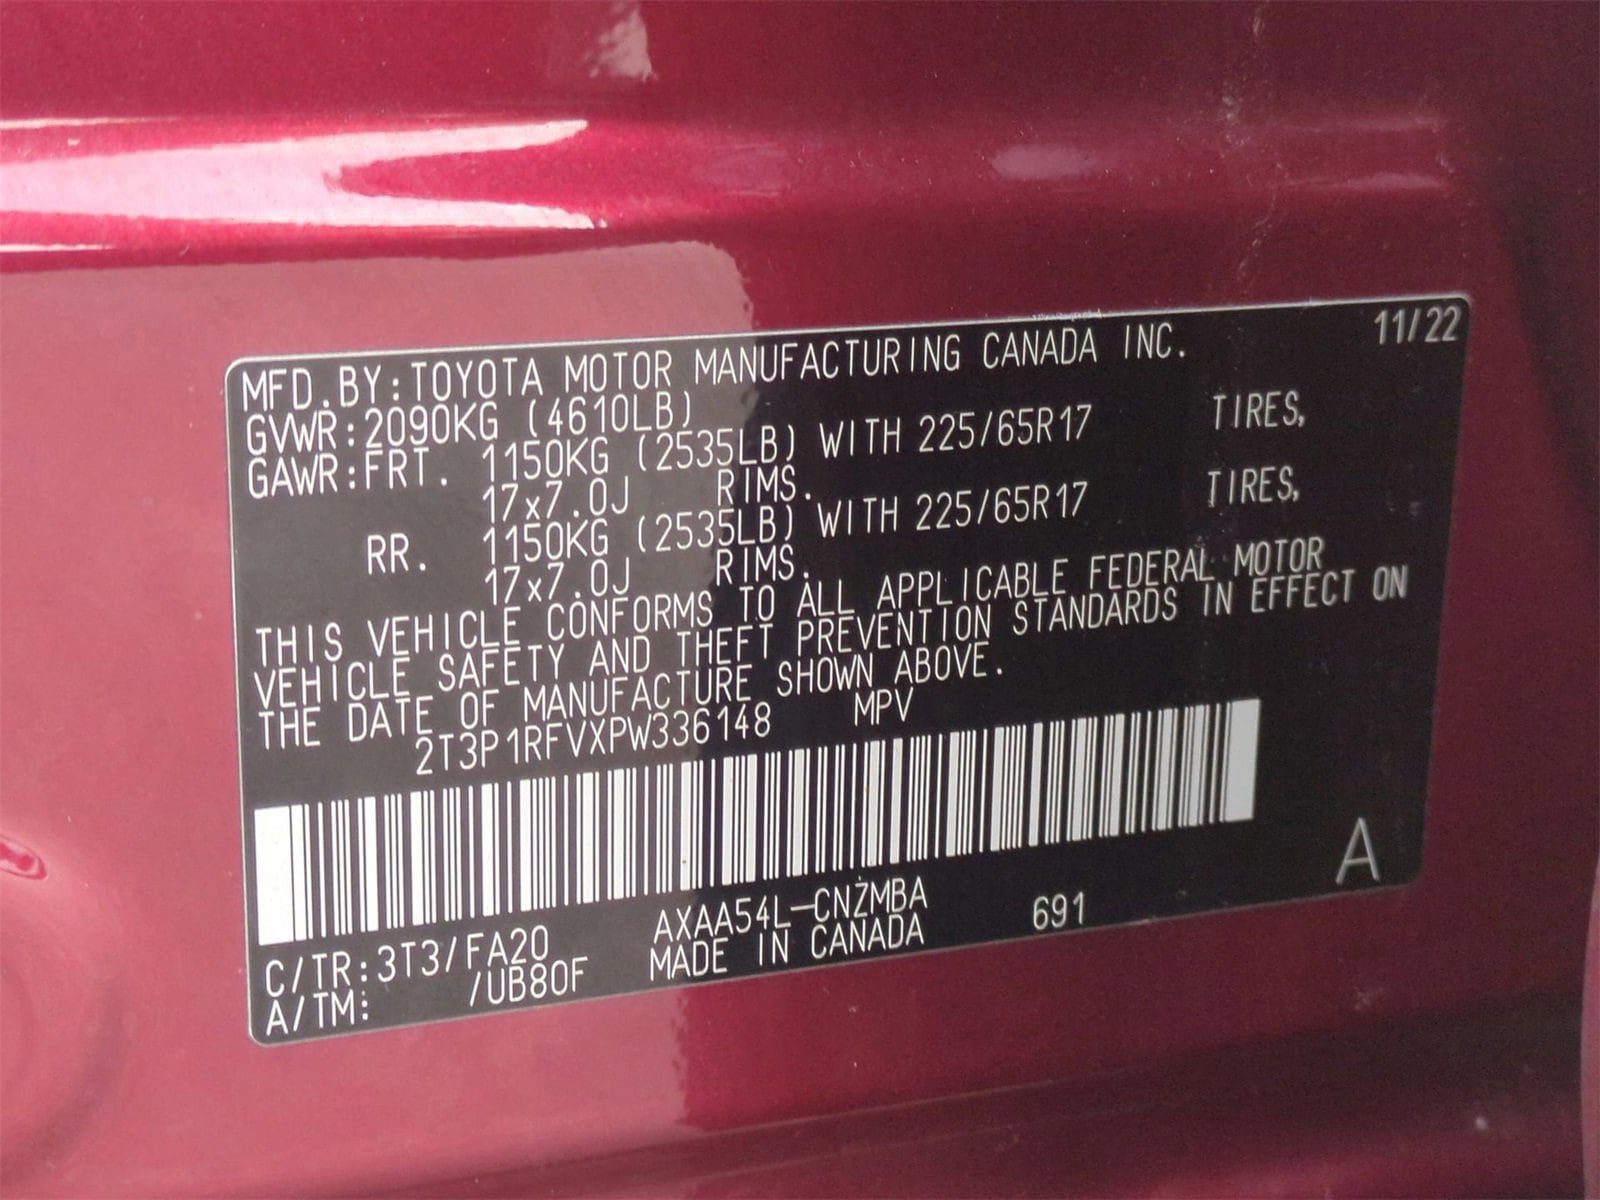 11/22
MFD.BY:TOYOTA MOTOR MANUFACTURING CANADA INC.
GVWR:2090KG (4610LB)
GAWR:FRT. 1150KG (2535LB) WITH 225/65R17 TIRES,
17x7.0J RIMS.
RR. 1150KG (2535LB) WITH 225/65R17 TIRES,
17x7.0J RIMS.
THIS VEHICLE CONFORMS TO ALL APPLICABLE FEDERAL MOTOR
VEHICLE SAFETY AND THEFT PREVENTION STANDARDS IN EFFECT ON
THE DATE OF MANUFACTURE SHOWN ABOVE.
2T3P1RFVXPW336148 MPV
A
C/TR:3T3/FA20 AXAA54L-CNZMBA 691
A/TM: /UB80F MADE IN CANADA